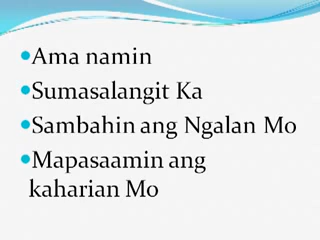 Ama namin
Sumasalangit Ka
Sambahin ang Ngalan Mo
Mapasaamin ang
kaharian Mo